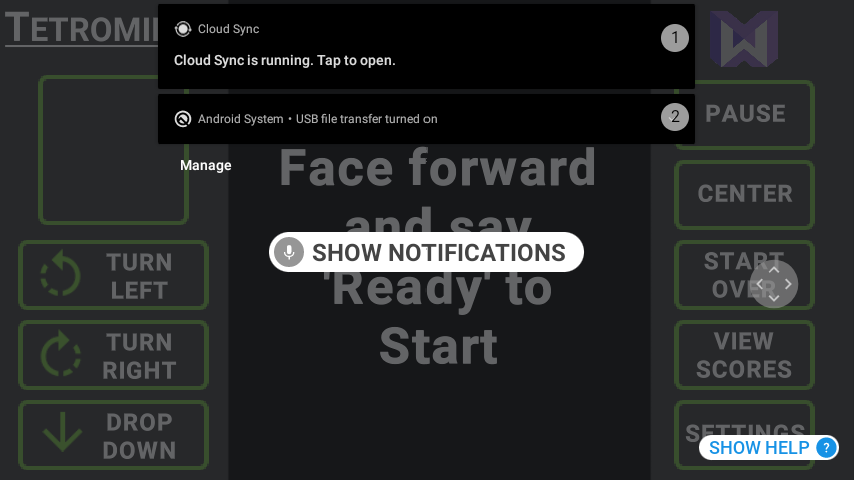 TETROMI
Cloud Sync
1
Cloud Sync is running. Tap to open.
Android System • USB file transfer turned on
2
Manage
Face forward
and say
'Ready' to
Start
SHOW NOTIFICATIONS
TURN
LEFT
TURN
RIGHT
DROP
DOWN
PAUSE
CENTER
START
OVER
VIEW
SCORES
SETTINGS
SHOW HELP ?